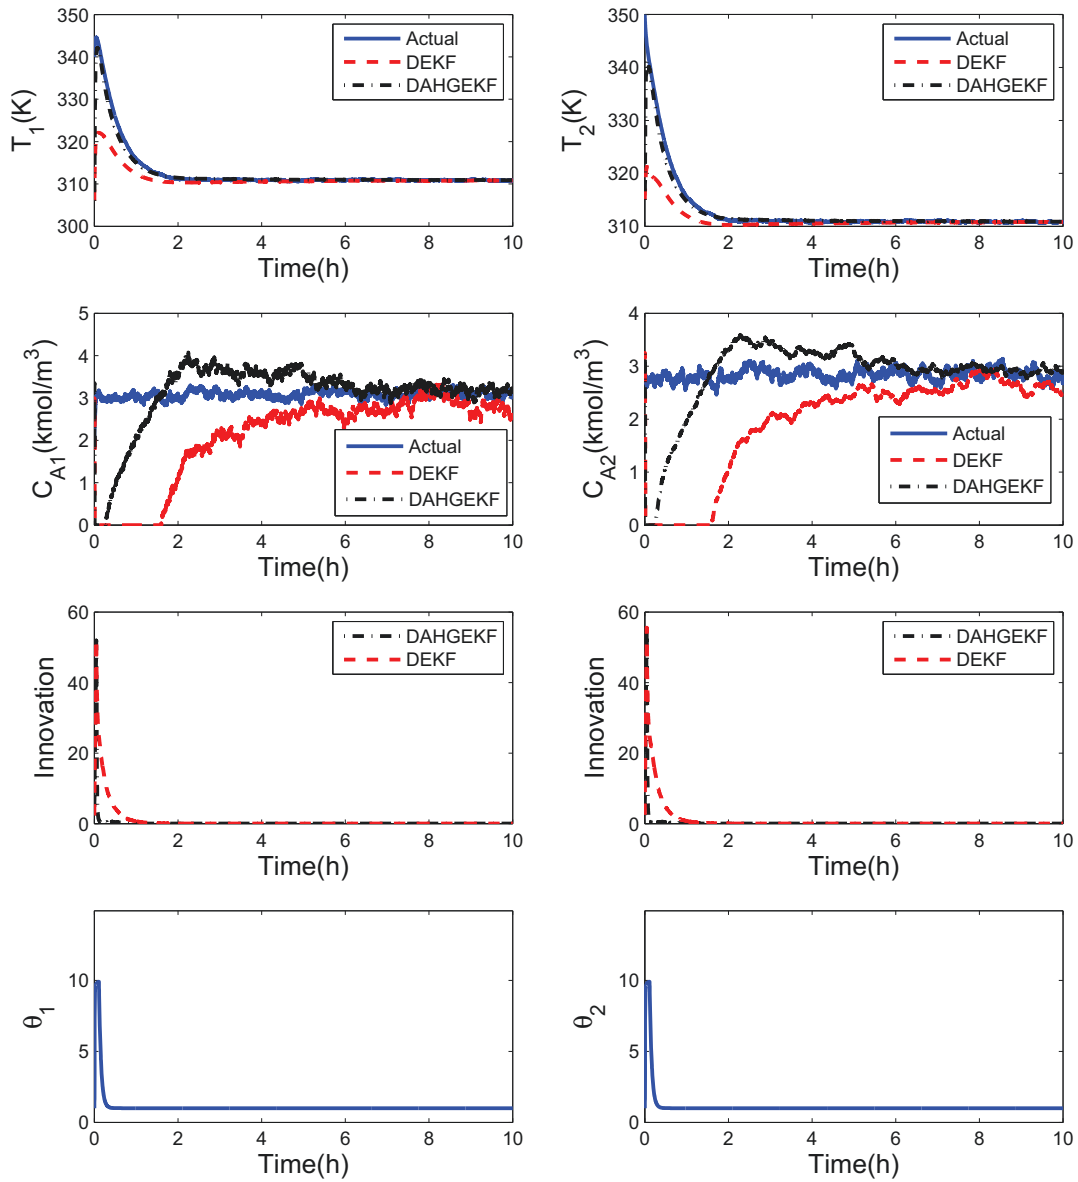 350
340
330
320
310
300
T1(K)
Actual
DEKF
DAHGEKF
0 2 4 6 8 10
Time(h)
350
340
330
320
310
T2(K)
Actual
DEKF
DAHGEKF
0 2 4 6 8 10
Time(h)
5
4
3
2
1
0
CA1(kmol/m3)
Actual
DEKF
DAHGEKF
0 2 4 6 8 10
Time(h)
4
3
2
1
0
CA2(kmol/m3)
Actual
DEKF
DAHGEKF
0 2 4 6 8 10
Time(h)
60
40
20
0
Innovation
DAHGEKF
DEKF
0 2 4 6 8 10
Time(h)
60
40
20
0
Innovation
DAHGEKF
DEKF
0 2 4 6 8 10
Time(h)
10
5
0
θ1
0 2 4 6 8 10
Time(h)
10
5
0
θ2
0 2 4 6 8 10
Time(h)